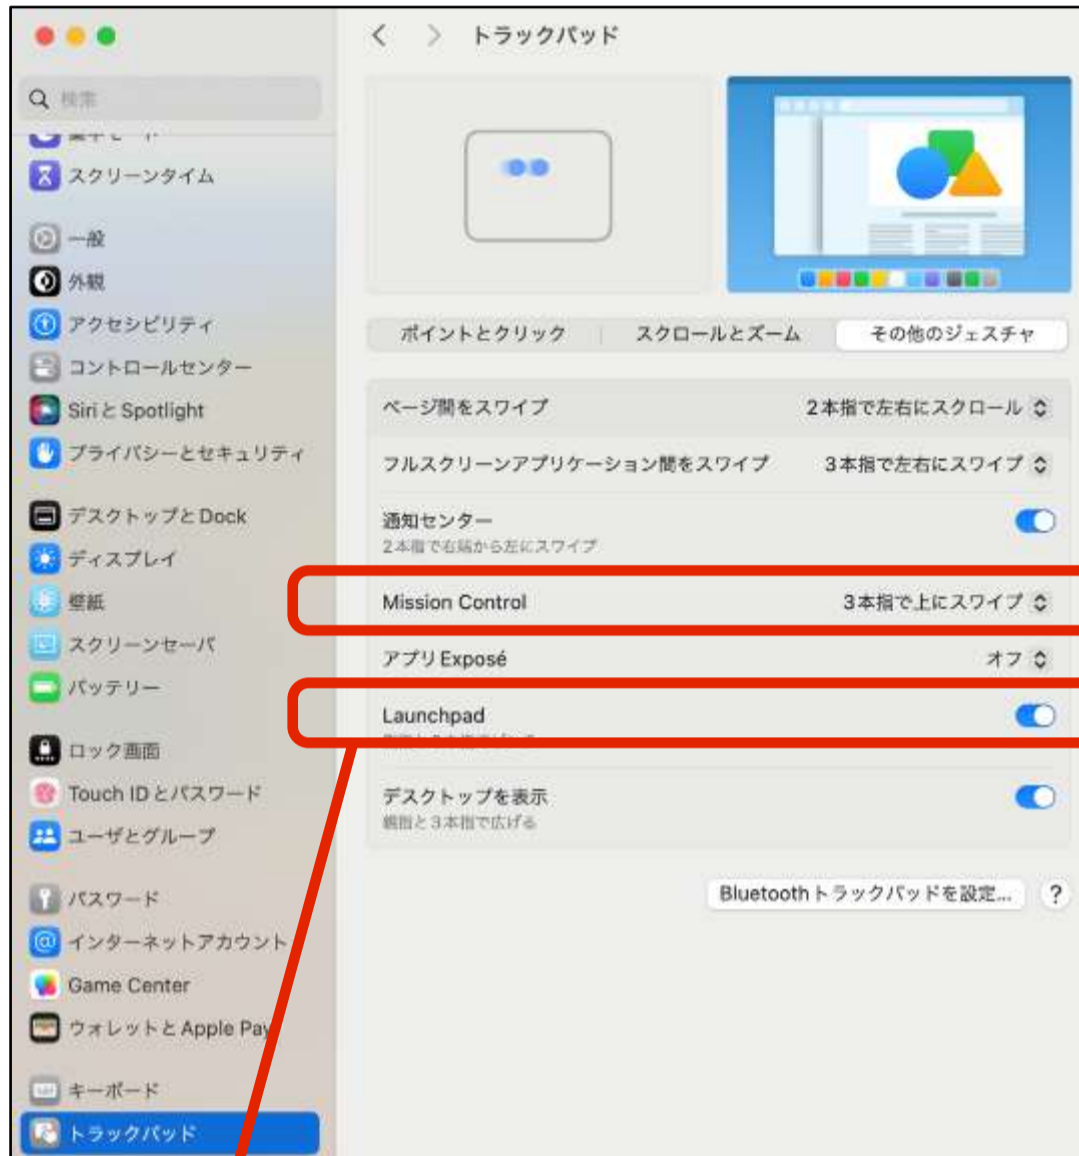 トラックパッド
検索
スクリーンタイム
一般
外観
アクセシビリティ
コントロールセンター
Siri と Spotlight
プライバシーとセキュリティ
デスクトップと Dock
ディスプレイ
壁紙
スクリーンセーバ
バッテリー
ロック画面
Touch ID とパスワード
ユーザとグループ
パスワード
インターネットアカウント
Game Center
ウォレットと Apple Pay
キーボード
トラックパッド
ポイントとクリック スクロールとズーム その他のジェスチャ
ページ間をスワイプ 2本指で左右にスクロール
フルスクリーンアプリケーション間をスワイプ 3本指で左右にスワイプ
通知センター
2本指で右端から左にスワイプ
Mission Control 3本指で上にスワイプ
アプリ Exposé オフ
Launchpad
デスクトップを表示
親指と3本指で広げる
Bluetooth トラックパッドを設定... ?